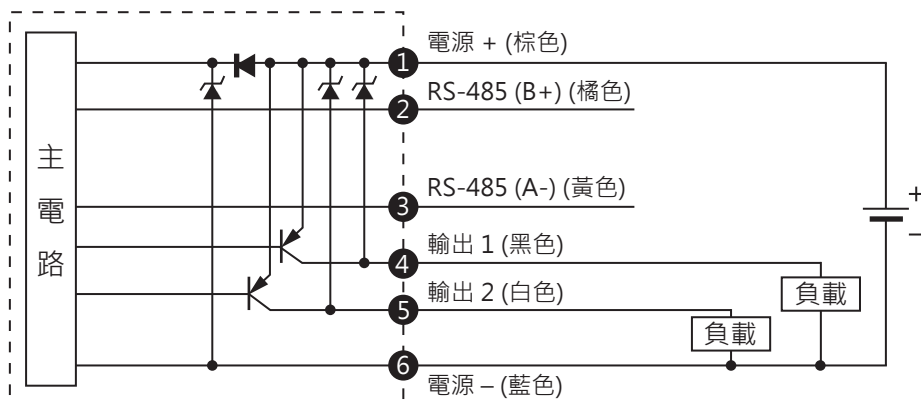 主電路
1 電源 + (棕色)
2 RS-485 (B+) (橘色)
3 RS-485 (A-) (黃色)
4 輸出 1 (黑色)
5 輸出 2 (白色)
6 電源 – (藍色)
負載
負載
+
–